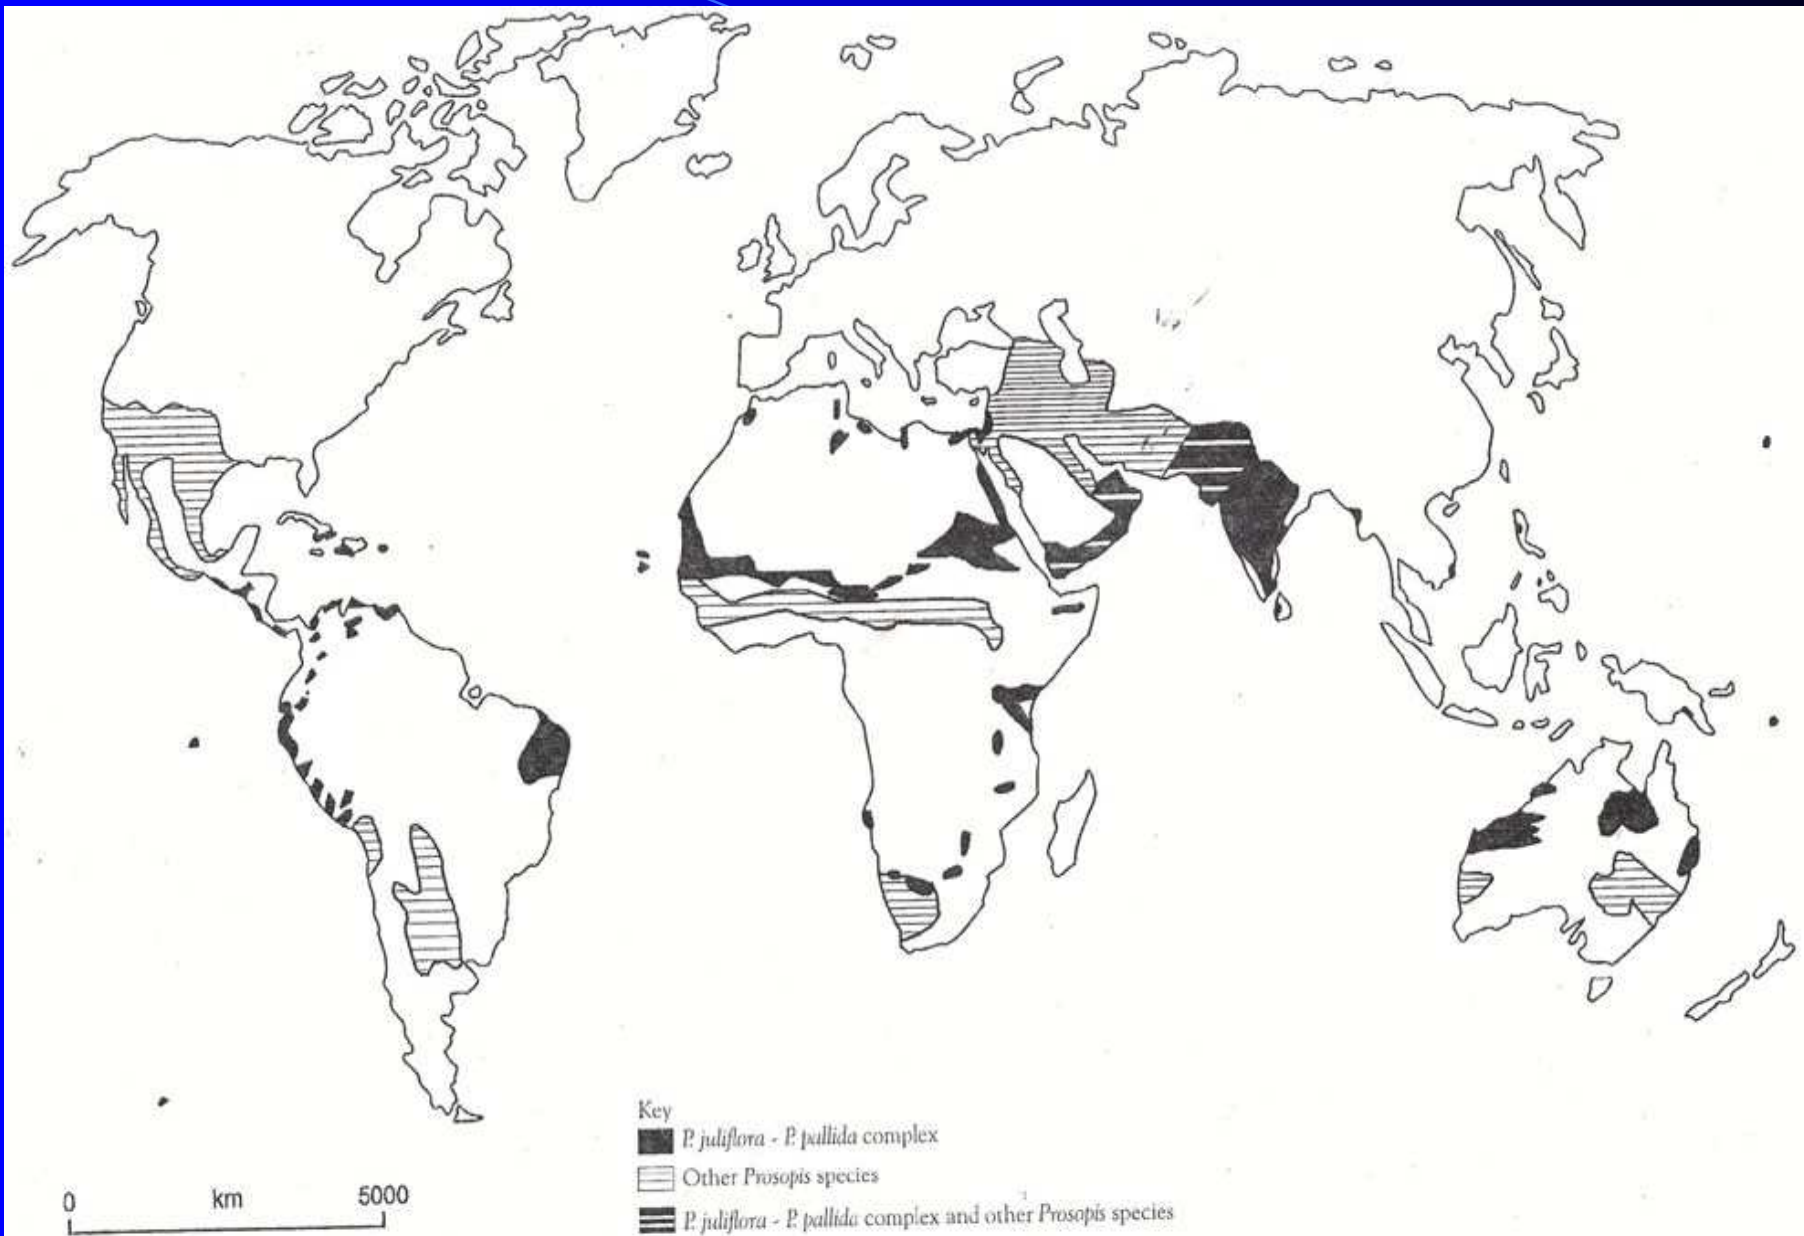 Key
P. juliflora - P. pallida complex
Other Prosopis species
P. juliflora - P. pallida complex and other Prosopis species
0 km 5000